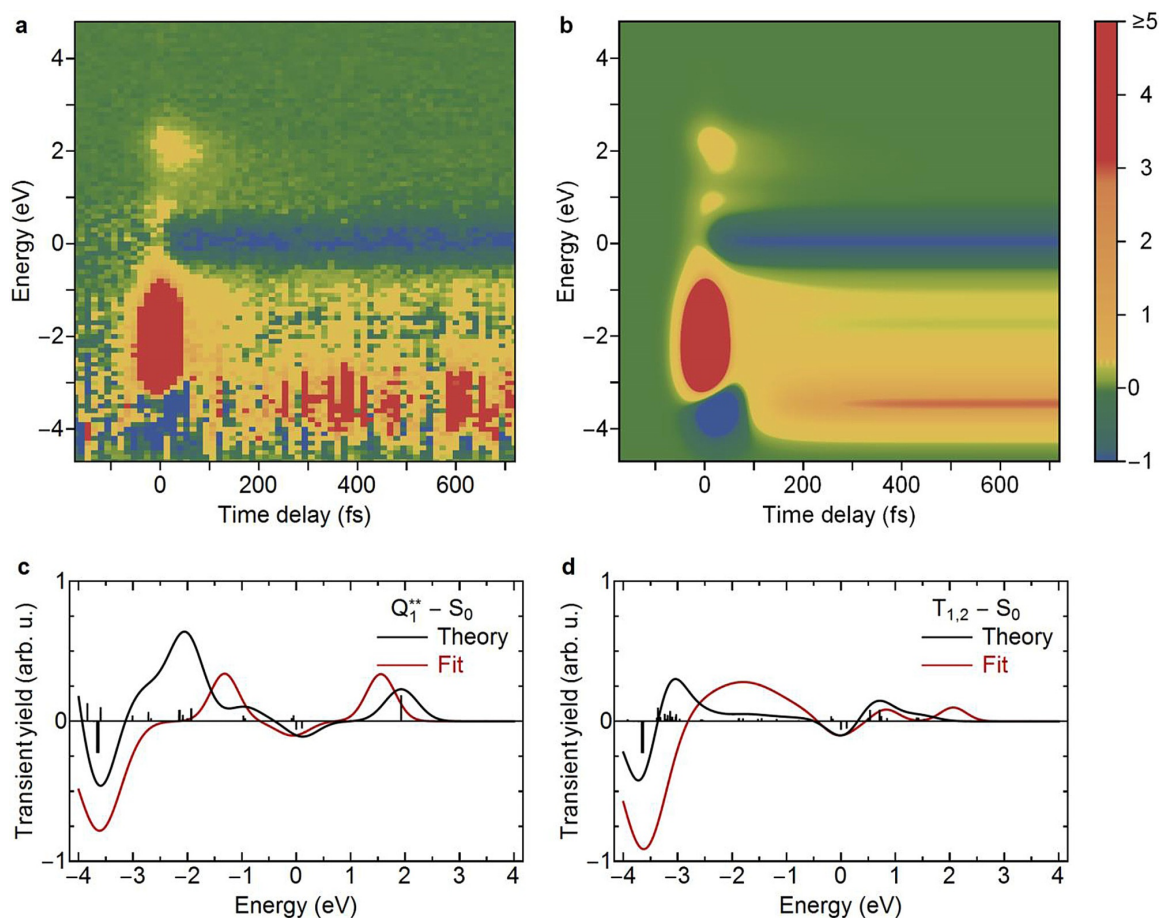 a
b
4
2
0
−2
−4
Energy (eV)
0 200 400 600
Time delay (fs)
4
2
0
−2
−4
Energy (eV)
0 200 400 600
Time delay (fs)
≥5
4
3
2
1
0
−1
c
d
1
0
−1
Transient yield (arb. u.)
Q₁** − S₀
Theory
Fit
−4 −3 −2 −1 0 1 2 3 4
Energy (eV)
1
0
−1
Transient yield (arb. u.)
T₁,₂ − S₀
Theory
Fit
−4 −3 −2 −1 0 1 2 3 4
Energy (eV)